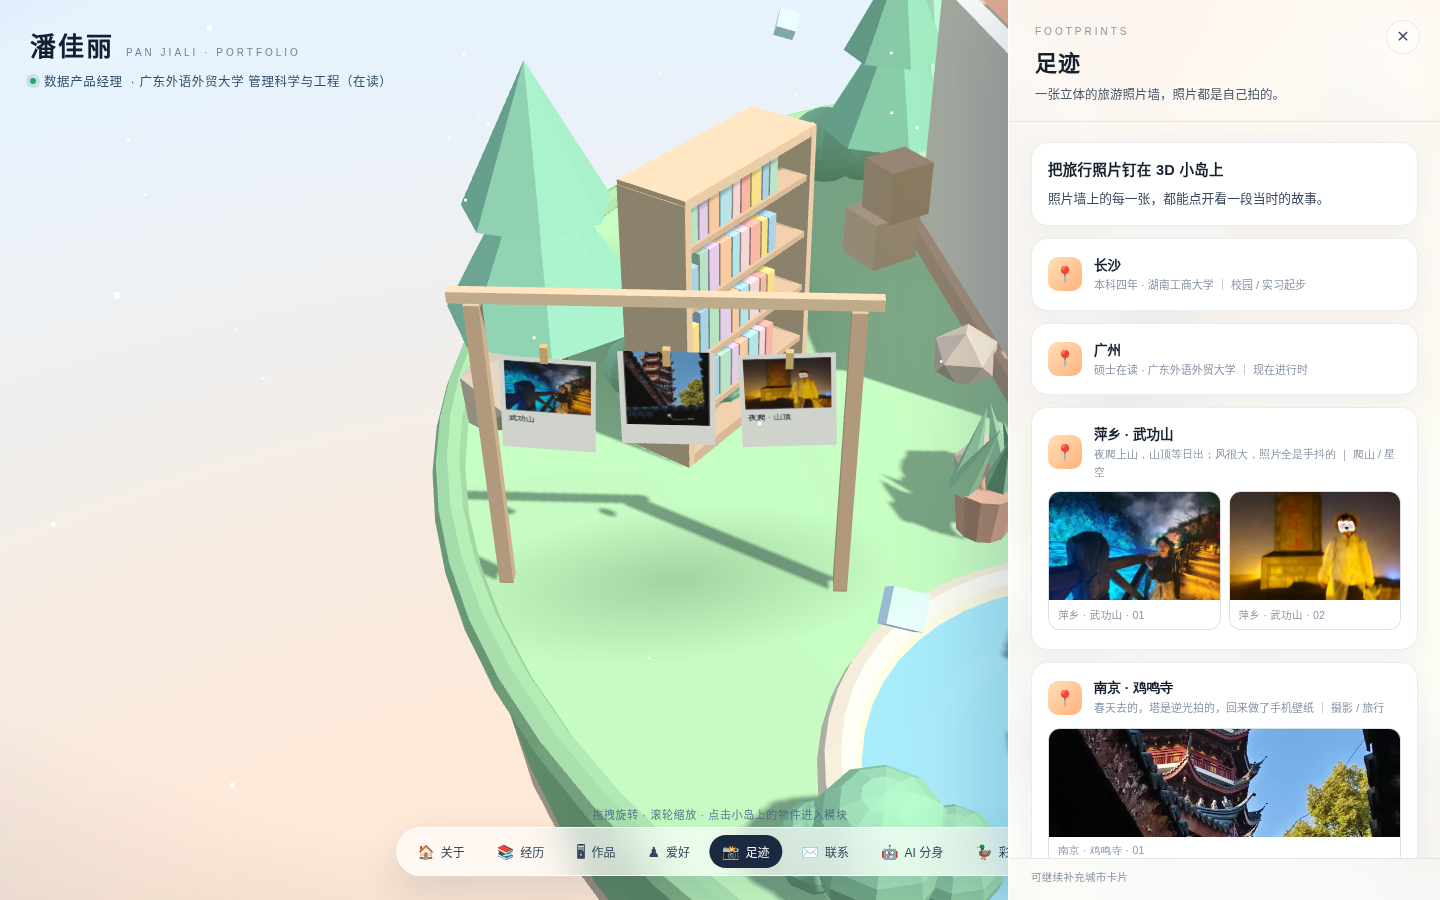 潘佳丽 PAN JIALI · PORTFOLIO
数据产品经理 · 广东外语外贸大学 管理科学与工程（在读）
武功山
夜爬 · 山顶
拖拽旋转 · 滚轮缩放 · 点击小岛上的物件进入模块
关于 经历 作品 爱好 足迹 联系 AI 分身 彩
FOOTPRINTS
足迹
一张立体的旅游照片墙，照片都是自己拍的。
把旅行照片钉在 3D 小岛上
照片墙上的每一张，都能点开看一段当时的故事。
长沙
本科四年 · 湖南工商大学 ｜ 校园 / 实习起步
广州
硕士在读 · 广东外语外贸大学 ｜ 现在进行时
萍乡 · 武功山
夜爬上山，山顶等日出；风很大，照片全是手抖的 ｜ 爬山 / 星
空
萍乡 · 武功山 · 01
萍乡 · 武功山 · 02
南京 · 鸡鸣寺
春天去的，塔是逆光拍的，回来做了手机壁纸 ｜ 摄影 / 旅行
南京 · 鸡鸣寺 · 01
可继续补充城市卡片